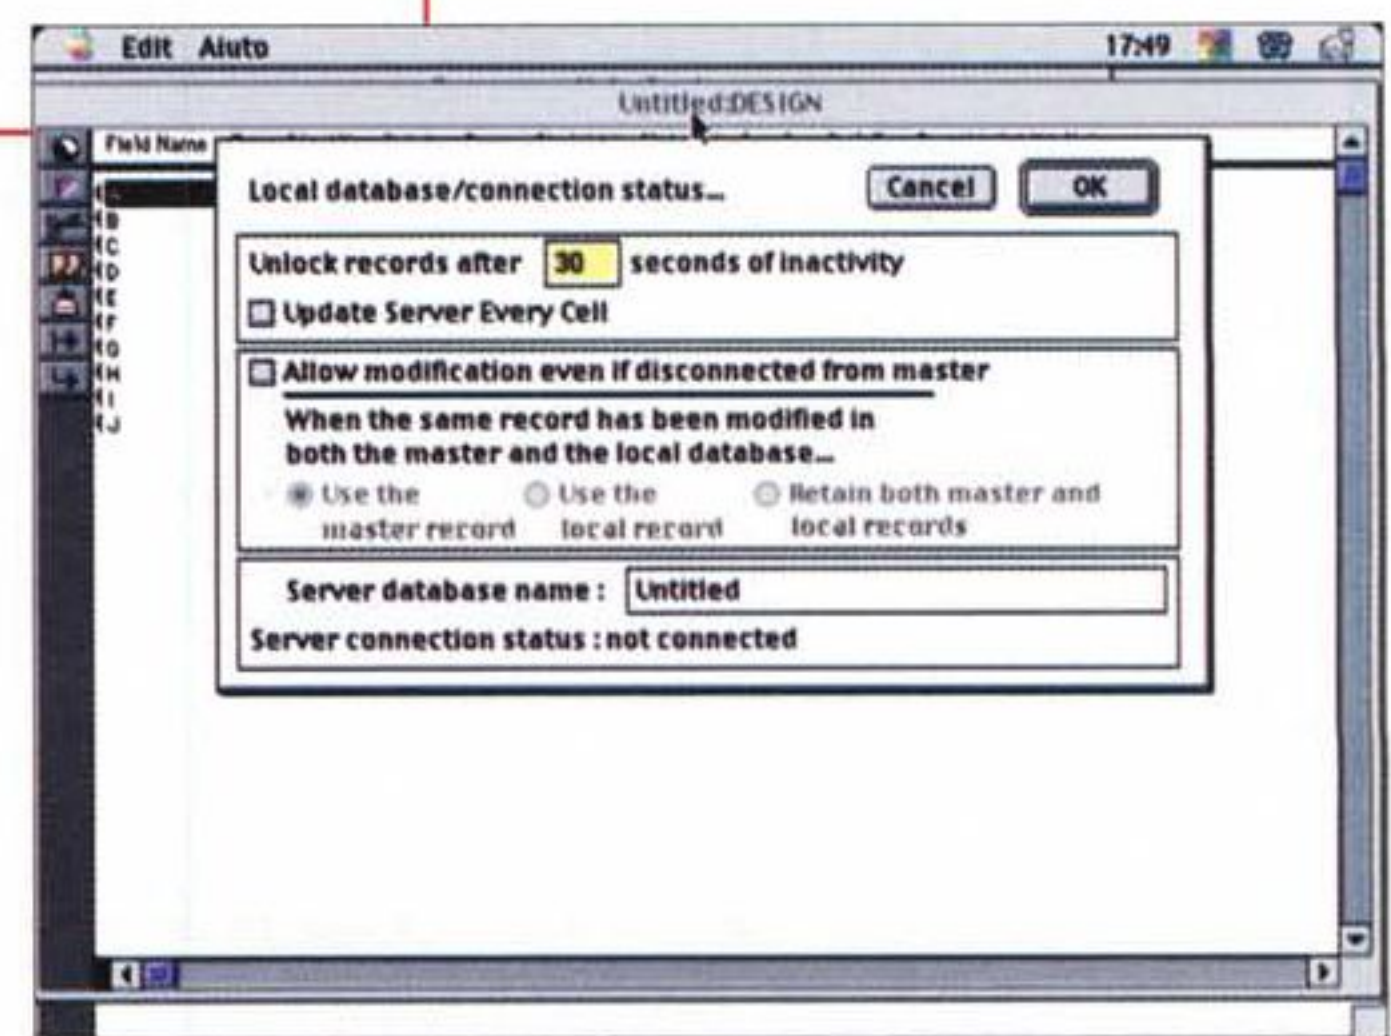 Edit Aiuto 17:49
Untitled:DESIGN
Field Name
B
C
D
E
F
G
H
I
J
Local database/connection status...
Cancel
OK
Unlock records after 30 seconds of inactivity
Update Server Every Cell
Allow modification even if disconnected from master
When the same record has been modified in
both the master and the local database...
Use the
master record
Use the
local record
Retain both master and
local records
Server database name : Untitled
Server connection status : not connected